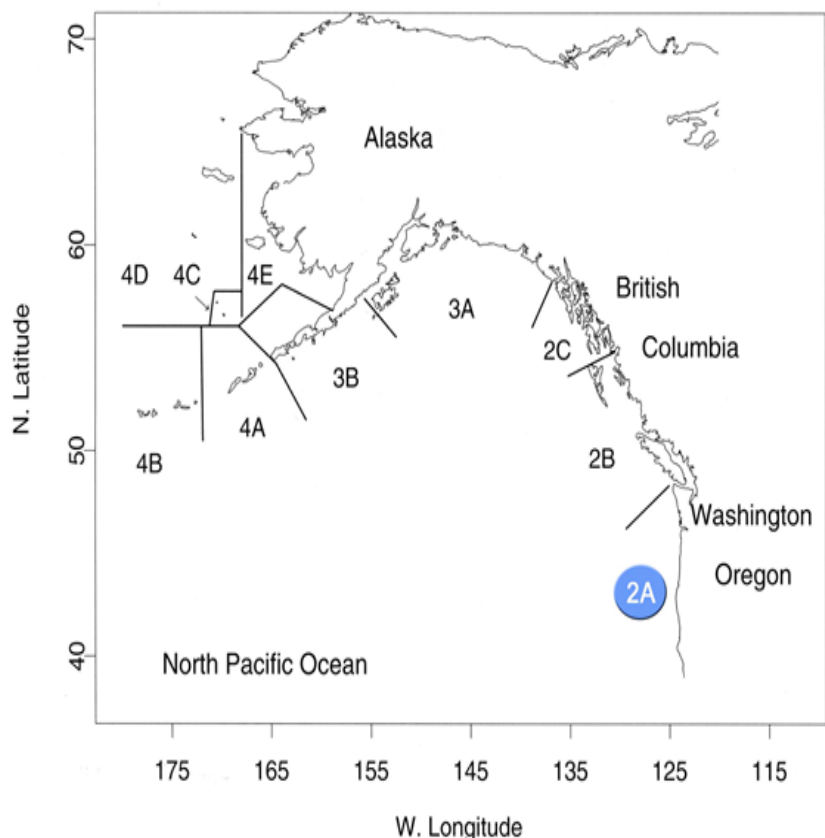 70
Alaska
60
4D
4C
4E
British
3A
2C
Columbia
3B
N. Latitude
4A
50
4B
2B
Washington
Oregon
2A
40
North Pacific Ocean
175
165
155
145
135
125
115
W. Longitude